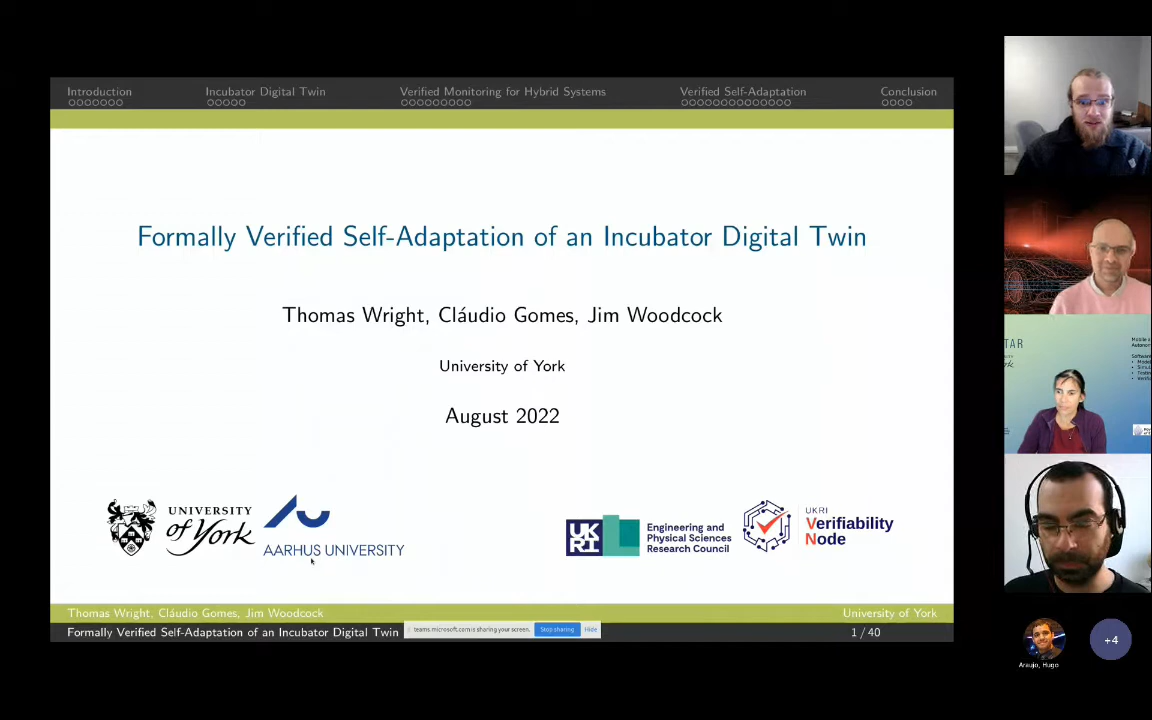 Introduction
Incubator Digital Twin
Verified Monitoring for Hybrid Systems
Verified Self-Adaptation
Conclusion
Formally Verified Self-Adaptation of an Incubator Digital Twin
Thomas Wright, Cláudio Gomes, Jim Woodcock
University of York
August 2022
UNIVERSITY
of York
AARHUS UNIVERSITY
UK
RI
Engineering and
Physical Sciences
Research Council
UKRI
Verifiability
Node
Thomas Wright, Cláudio Gomes, Jim Woodcock
University of York
Formally Verified Self-Adaptation of an Incubator Digital Twin
teams.microsoft.com is sharing your screen.
Stop sharing
Hide
1 / 40
TAR
+4
Araujo, Hugo